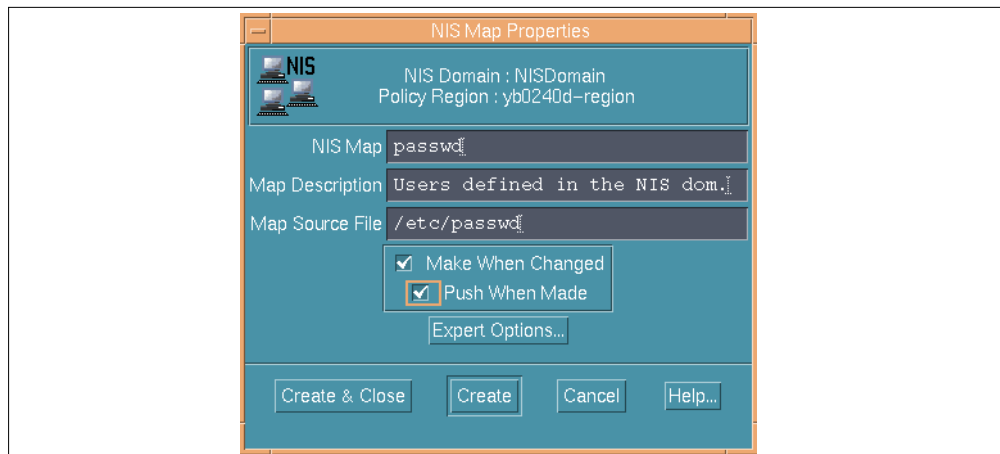 NIS Map Properties
NIS
NIS Domain : NISDomain
Policy Region : yb0240d-region
NIS Map passwd
Map Description Users defined in the NIS dom.
Map Source File /etc/passwd
Make When Changed
Push When Made
Expert Options...
Create & Close Create Cancel Help...